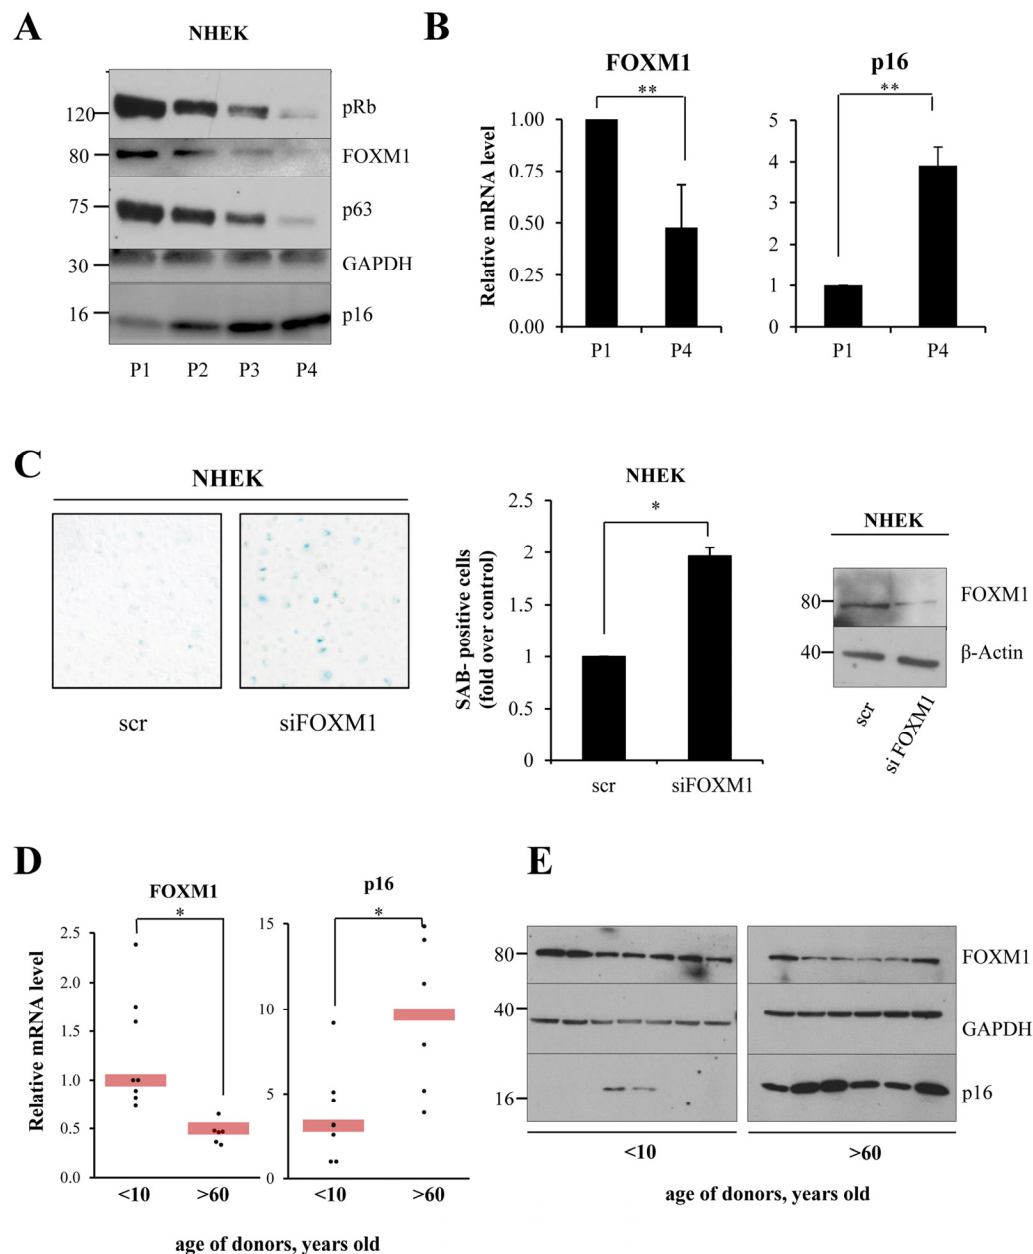 A
NHEK
120
pRb
80
FOXM1
75
p63
30
GAPDH
16
p16
P1 P2 P3 P4
B
FOXM1
**
Relative mRNA level
1.00
0.75
0.50
0.25
0.00
P1 P4
p16
**
5
4
3
2
1
0
P1 P4
C
NHEK
scr siFOXM1
NHEK
*
SAB- positive cells
(fold over control)
2.5
2
1.5
1
0.5
0
scr siFOXM1
NHEK
80
FOXM1
40
β-Actin
scr
si FOXM1
D
FOXM1
*
Relative mRNA level
2.5
2.0
1.5
1.0
0.5
0.0
<10 >60
p16
*
15
10
5
0
<10 >60
age of donors, years old
E
80
FOXM1
40
GAPDH
16
p16
<10 >60
age of donors, years old